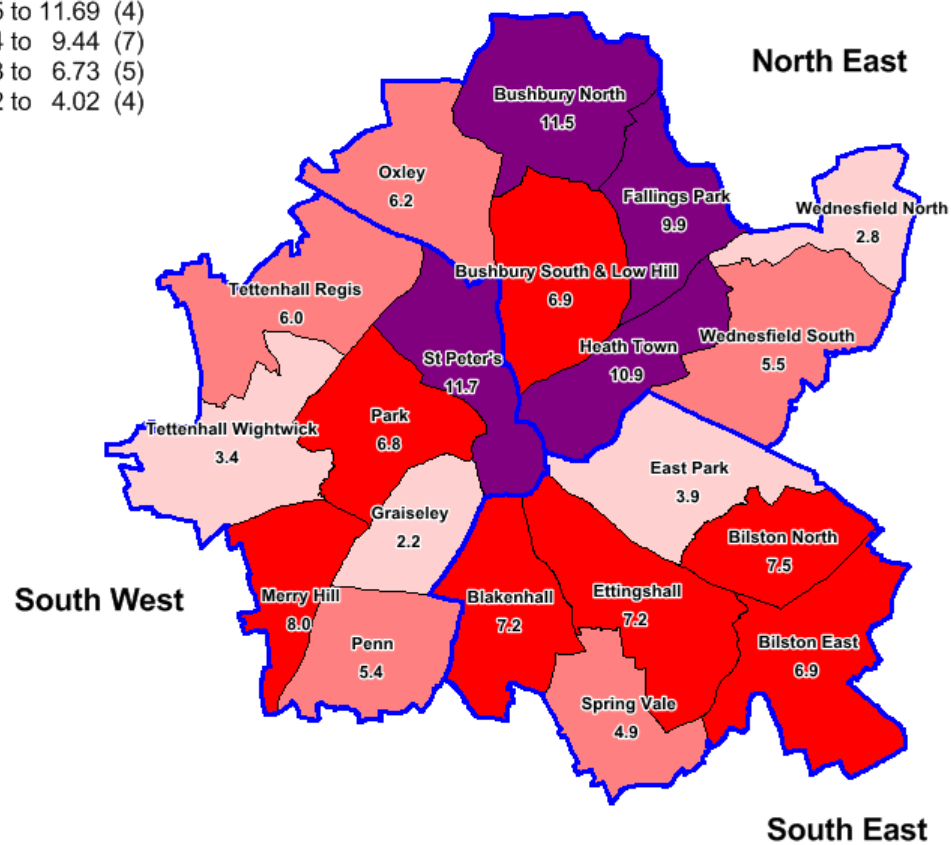 5 to 11.69 (4)
4 to 9.44 (7)
3 to 6.73 (5)
2 to 4.02 (4)
North East
Bushbury North
11.5
Oxley
6.2
Fallings Park
9.9
Wednesfield North
2.8
Bushbury South & Low Hill
6.9
Tettenhall Regis
6.0
Wednesfield South
5.5
Heath Town
10.9
St Peter's
11.7
Park
6.8
Tettenhall Wightwick
3.4
East Park
3.9
Graiseley
2.2
Bilston North
7.5
South West
Merry Hill
8.0
Blakenhall
7.2
Ettingshall
7.2
Penn
5.4
Bilston East
6.9
Spring Vale
4.9
South East